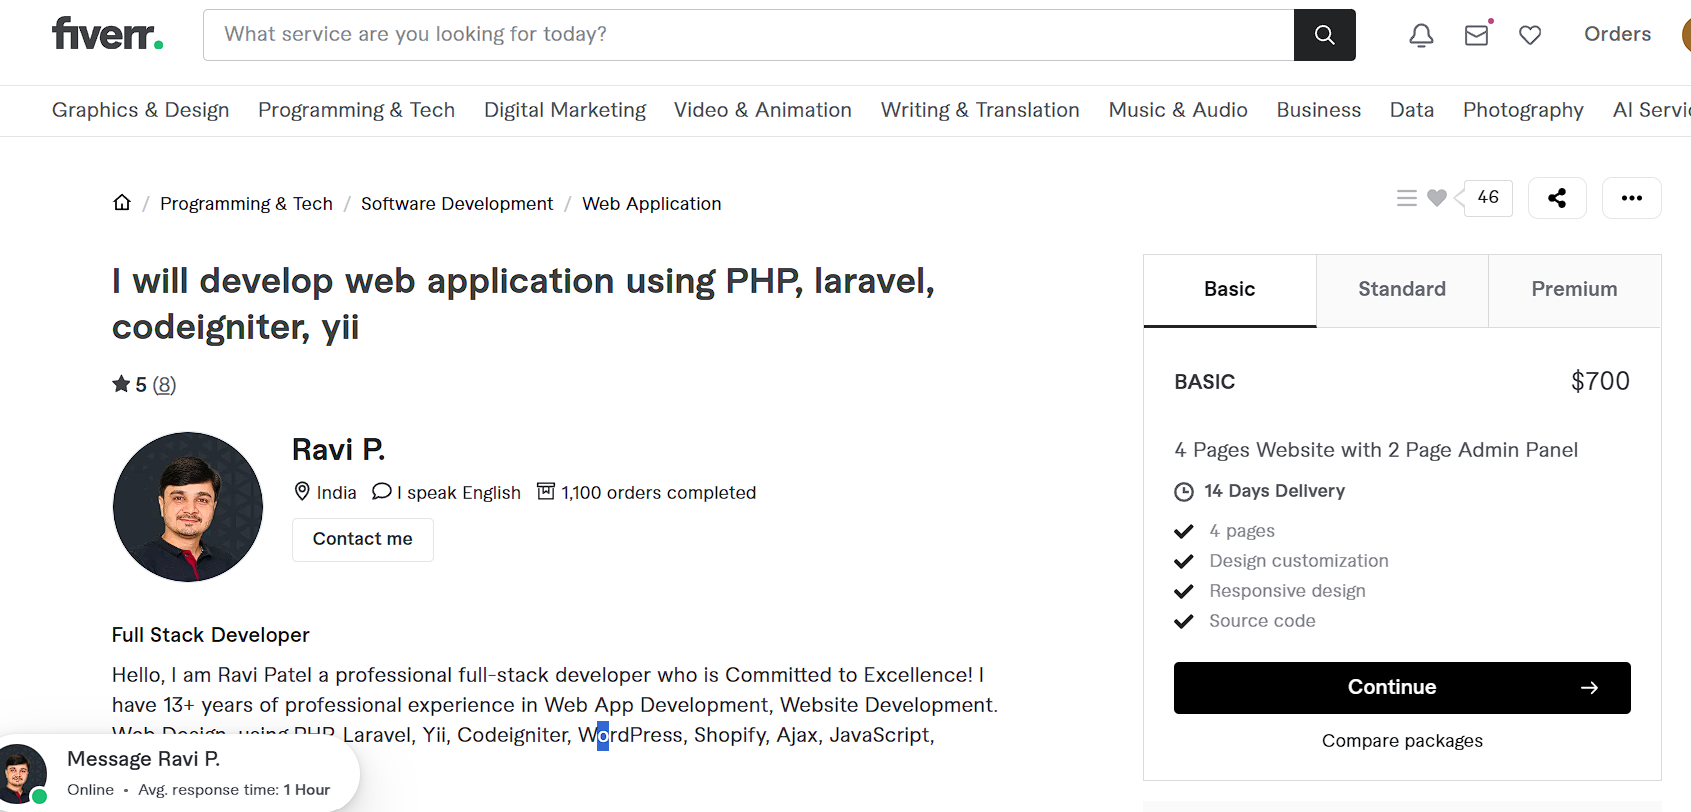 fiverr.
What service are you looking for today?
Orders
Graphics & Design Programming & Tech Digital Marketing Video & Animation Writing & Translation Music & Audio Business Data Photography AI
/ Programming & Tech / Software Development / Web Application
46
I will develop web application using PHP, laravel,
codeigniter, yii
5 (8)
Ravi P.
India I speak English 1,100 orders completed
Contact me
Full Stack Developer
Hello, I am Ravi Patel a professional full-stack developer who is Committed to Excellence! I
have 13+ years of professional experience in Web App Development, Website Development.
Web Design, using PHP, Laravel, Yii, Codeigniter, WordPress, Shopify, Ajax, JavaScript,
Message Ravi P.
Online • Avg. response time: 1 Hour
Basic Standard Premium
BASIC $700
4 Pages Website with 2 Page Admin Panel
14 Days Delivery
4 pages
Design customization
Responsive design
Source code
Continue
Compare packages